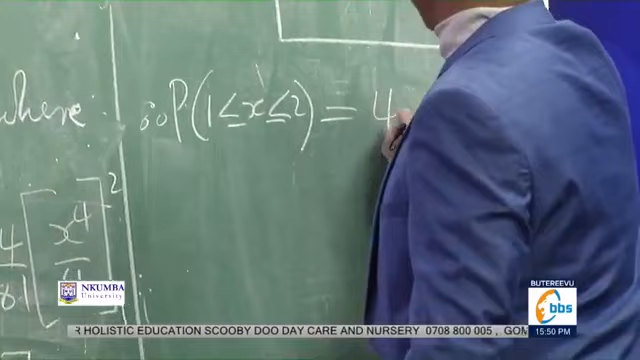 where
∴ P(1≤x≤2) = 4
2
4 [x⁴
81 4
NKUMBA
University
BUTEREEVU
bbs
15:50 PM
R HOLISTIC EDUCATION SCOOBY DOO DAY CARE AND NURSERY 0708 800 005 , GOM